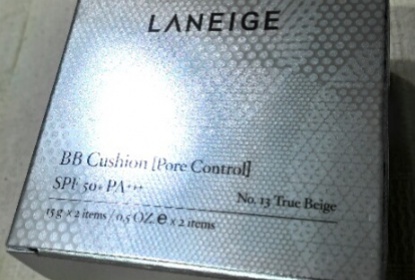 LANEIGE
BB Cushion [Pore Control]
SPF 50+ PA+++
No. 13 True Beige
15 g x 2 items / 0.5 OZ e x 2 items